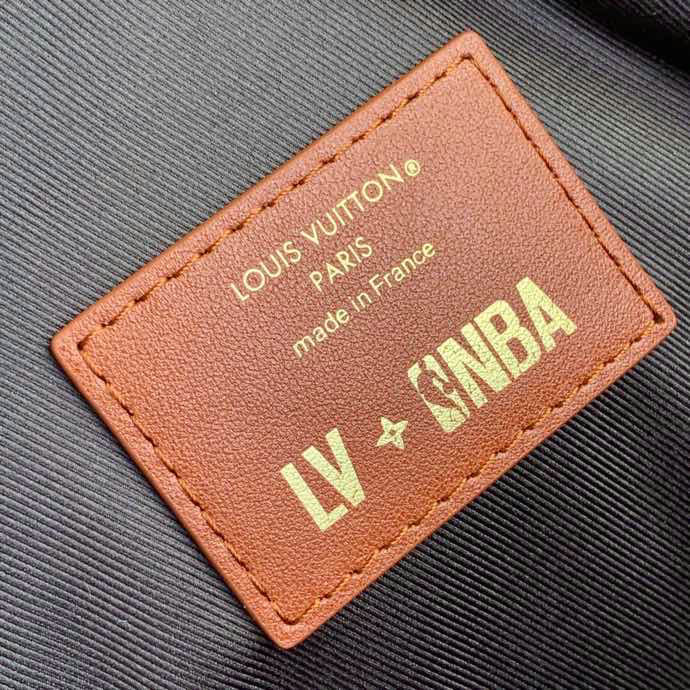 LOUIS VUITTON®
PARIS
made in France
LV + NBA